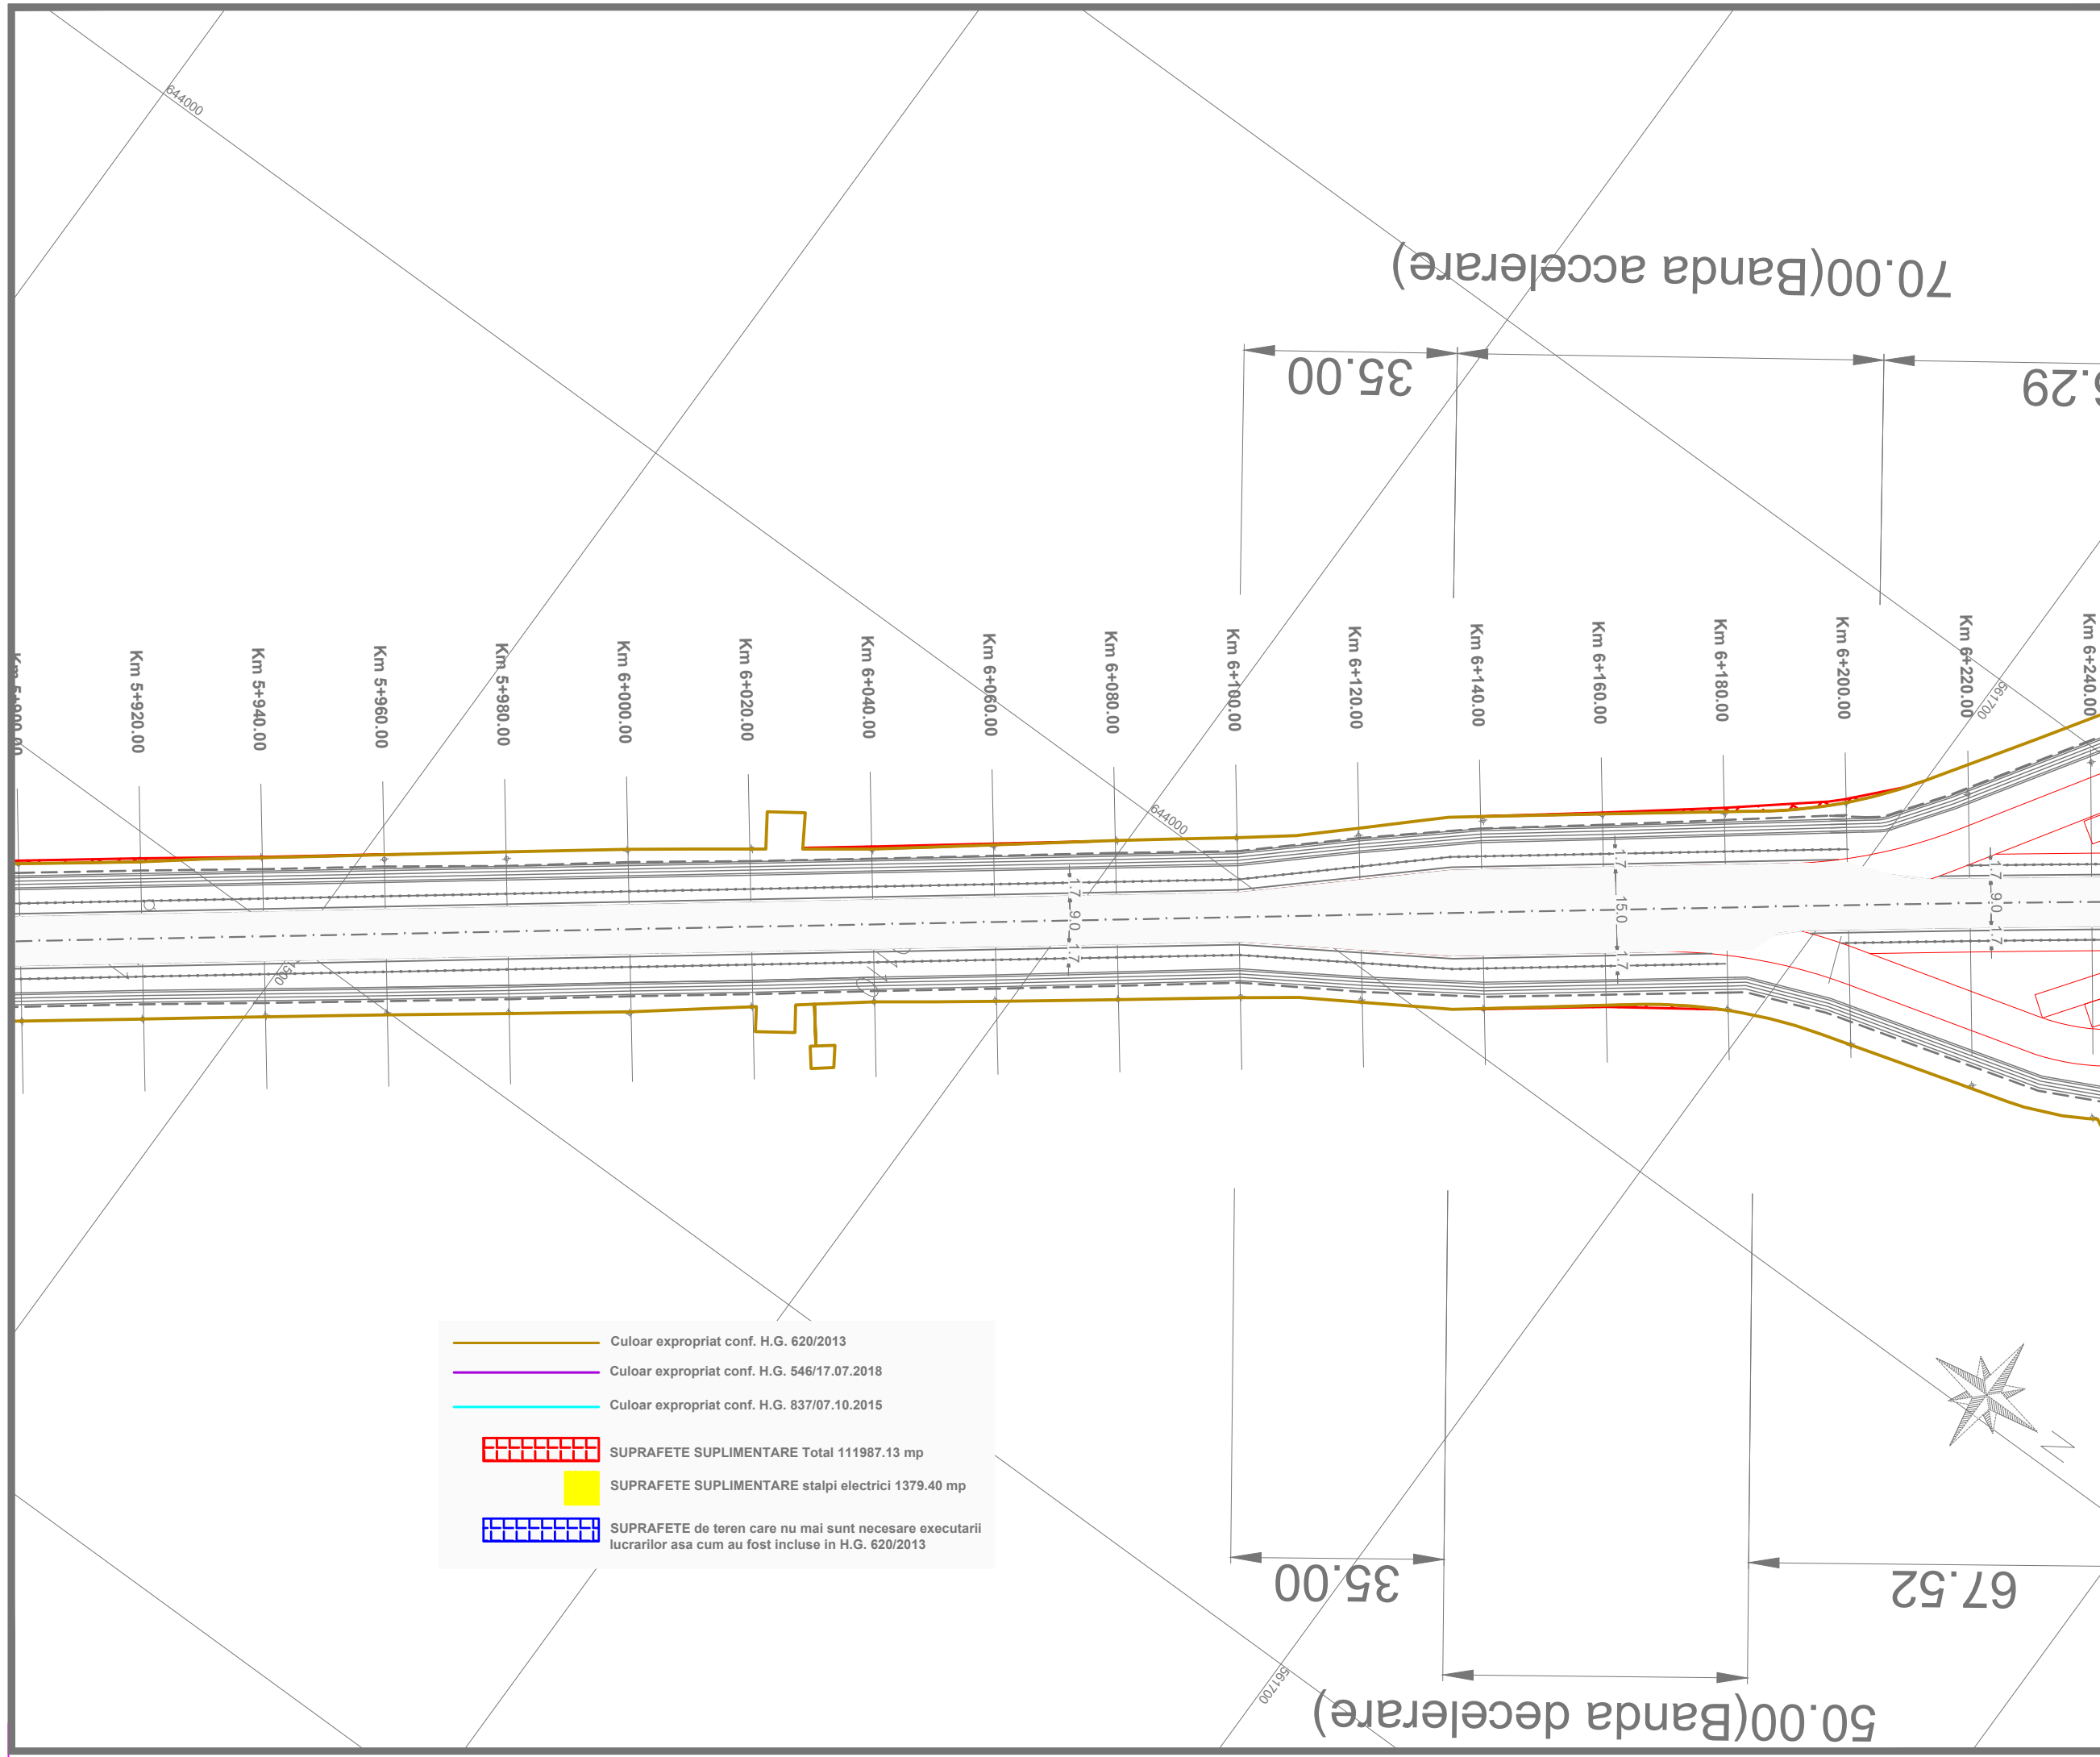 644000
70.00(Banda accelerare)
35.00
Km 5+920.00
Km 5+940.00
Km 5+960.00
Km 5+980.00
Km 6+000.00
Km 6+020.00
Km 6+040.00
Km 6+060.00
Km 6+080.00
Km 6+100.00
Km 6+120.00
Km 6+140.00
Km 6+160.00
Km 6+180.00
Km 6+200.00
Km 6+220.00
Km 6+240.00
561700
644000
1.7
9.0
1.7
1.7
15.0
1.7
1.7
9.0
1.7
Culoar expropriat conf. H.G. 620/2013
Culoar expropriat conf. H.G. 546/17.07.2018
Culoar expropriat conf. H.G. 837/07.10.2015
SUPRAFETE SUPLIMENTARE Total 111987.13 mp
SUPRAFETE SUPLIMENTARE stalpi electrici 1379.40 mp
SUPRAFETE de teren care nu mai sunt necesare executarii
lucrarilor asa cum au fost incluse in H.G. 620/2013
N
35.00
67.52
561700
50.00(Banda decelerare)